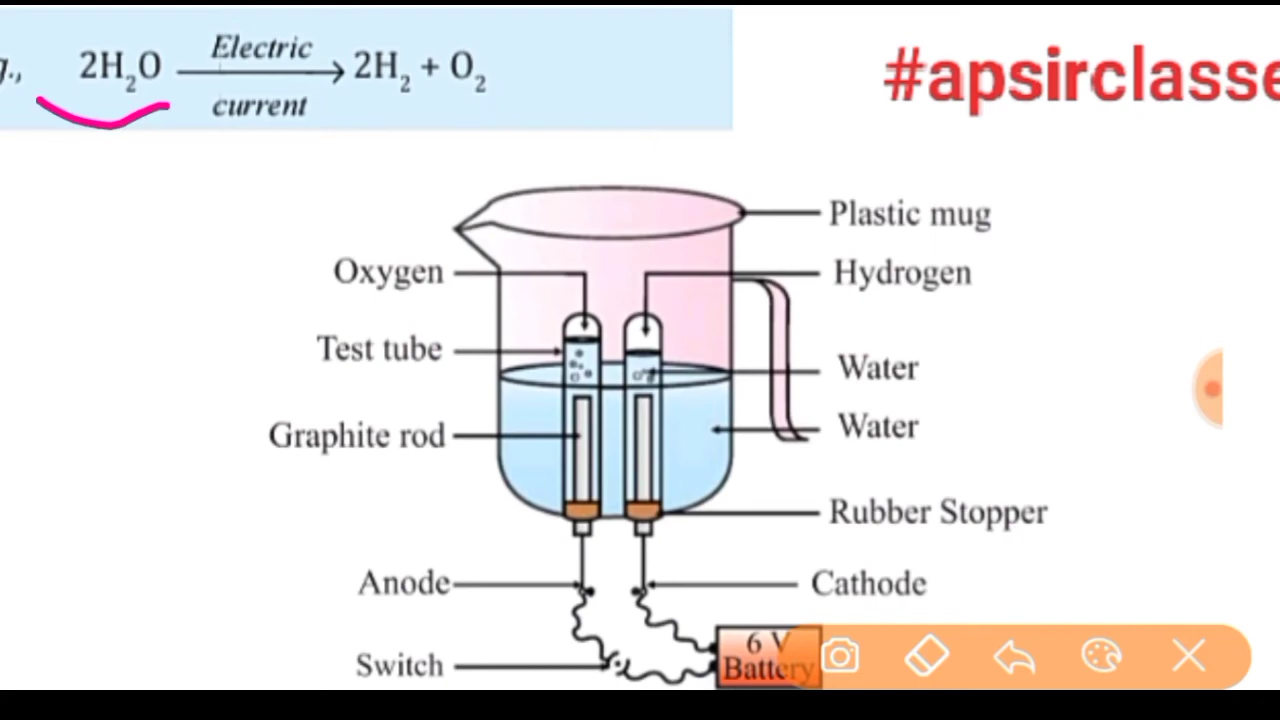 g., 2H₂O Electric current 2H₂ + O₂
#apsirclasse
Plastic mug
Oxygen
Hydrogen
Test tube
Water
Graphite rod
Water
Rubber Stopper
Anode
Cathode
Switch
6 V
Battery